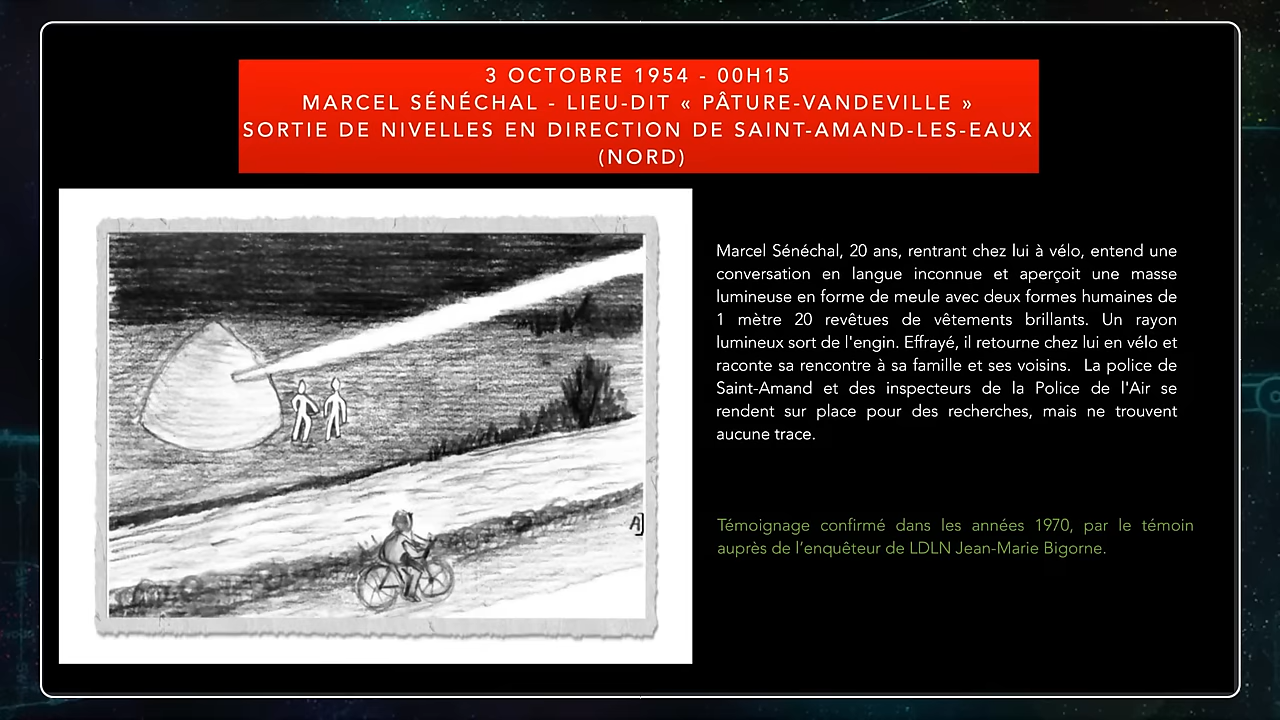 3 OCTOBRE 1954 - 00H15
MARCEL SÉNÉCHAL - LIEU-DIT « PÂTURE-VANDEVILLE »
SORTIE DE NIVELLES EN DIRECTION DE SAINT-AMAND-LES-EAUX
(NORD)
Marcel Sénéchal, 20 ans, rentrant chez lui à vélo, entend une
conversation en langue inconnue et aperçoit une masse
lumineuse en forme de meule avec deux formes humaines de
1 mètre 20 revêtues de vêtements brillants. Un rayon
lumineux sort de l'engin. Effrayé, il retourne chez lui en vélo et
raconte sa rencontre à sa famille et ses voisins. La police de
Saint-Amand et des inspecteurs de la Police de l'Air se
rendent sur place pour des recherches, mais ne trouvent
aucune trace.
Témoignage confirmé dans les années 1970, par le témoin
auprès de l’enquêteur de LDLN Jean-Marie Bigorne.